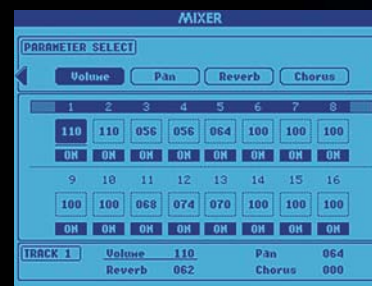 MIXER
PARAMETER SELECT
Volume Pan Reverb Chorus
1 2 3 4 5 6 7 8
110 110 056 056 064 100 100 100
ON ON ON ON ON ON ON ON
9 10 11 12 13 14 15 16
100 100 068 074 070 100 100 100
ON ON ON ON ON ON ON ON
TRACK 1 Volume 110 Pan 064
Reverb 062 Chorus 000